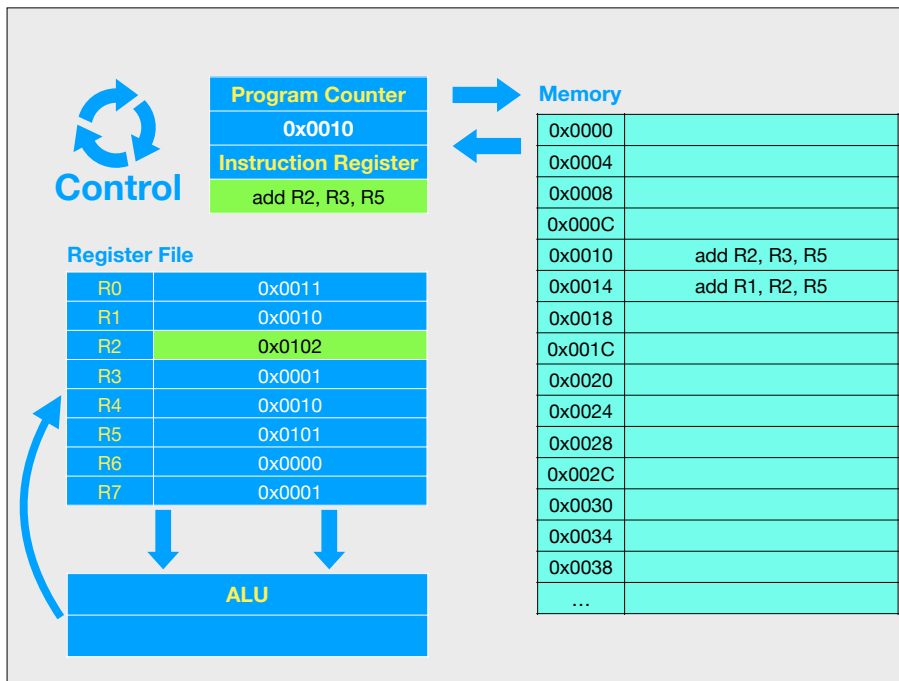 Program Counter
0x0010
Instruction Register
add R2, R3, R5
Control
Register File
R0 0x0011
R1 0x0010
R2 0x0102
R3 0x0001
R4 0x0010
R5 0x0101
R6 0x0000
R7 0x0001
ALU
Memory
0x0000
0x0004
0x0008
0x000C
0x0010 add R2, R3, R5
0x0014 add R1, R2, R5
0x0018
0x001C
0x0020
0x0024
0x0028
0x002C
0x0030
0x0034
0x0038
…